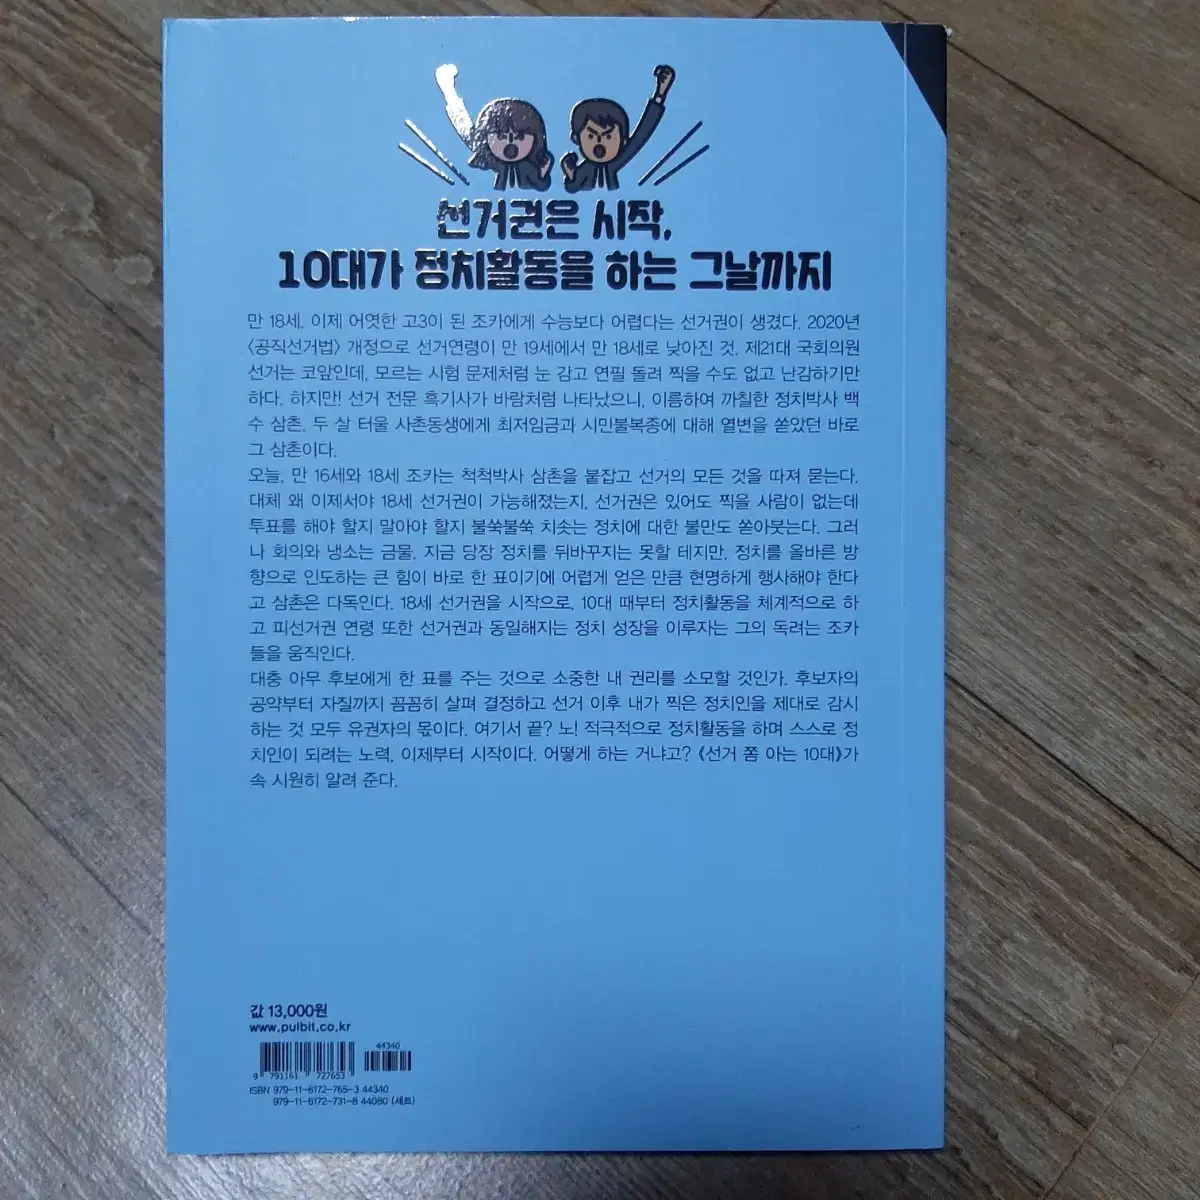 선거권은 시작,
10대가 정치활동을 하는 그날까지
만 18세, 이제 어엿한 고3이 된 조카에게 수능보다 어렵다는 선거권이 생겼다. 2020년
〈공직선거법〉 개정으로 선거연령이 만 19세에서 만 18세로 낮아진 것. 제21대 국회의원
선거는 코앞인데, 모르는 시험 문제처럼 눈 감고 연필 돌려 찍을 수도 없고 난감하기만
하다. 하지만! 선거 전문 흑기사가 바람처럼 나타났으니, 이름하여 까칠한 정치박사 백
수 삼촌. 두 살 터울 사촌동생에게 최저임금과 시민불복종에 대해 열변을 쏟았던 바로
그 삼촌이다.
오늘, 만 16세와 18세 조카는 척척박사 삼촌을 붙잡고 선거의 모든 것을 따져 묻는다.
대체 왜 이제서야 18세 선거권이 가능해졌는지, 선거권은 있어도 찍을 사람이 없는데
투표를 해야 할지 말아야 할지 불쑥불쑥 치솟는 정치에 대한 불만도 쏟아붓는다. 그러
나 회의와 냉소는 금물. 지금 당장 정치를 뒤바꾸지는 못할 테지만, 정치를 올바른 방
향으로 인도하는 큰 힘이 바로 한 표이기에 어렵게 얻은 만큼 현명하게 행사해야 한다
고 삼촌은 다독인다. 18세 선거권을 시작으로, 10대 때부터 정치활동을 체계적으로 하
고 피선거권 연령 또한 선거권과 동일해지는 정치 성장을 이루자는 그의 독려는 조카
들을 움직인다.
대충 아무 후보에게 한 표를 주는 것으로 소중한 내 권리를 소모할 것인가. 후보자의
공약부터 자질까지 꼼꼼히 살펴 결정하고 선거 이후 내가 찍은 정치인을 제대로 감시
하는 것 모두 유권자의 몫이다. 여기서 끝? 노! 적극적으로 정치활동을 하며 스스로 정
치인이 되려는 노력, 이제부터 시작이다. 어떻게 하는 거냐고? 《선거 쫌 아는 10대》가
속 시원히 알려 준다.
값 13,000원
www.pulbit.co.kr
44340
9 791161 727653
ISBN 979-11-6172-765-3 44340
979-11-6172-731-8 44080 (세트)